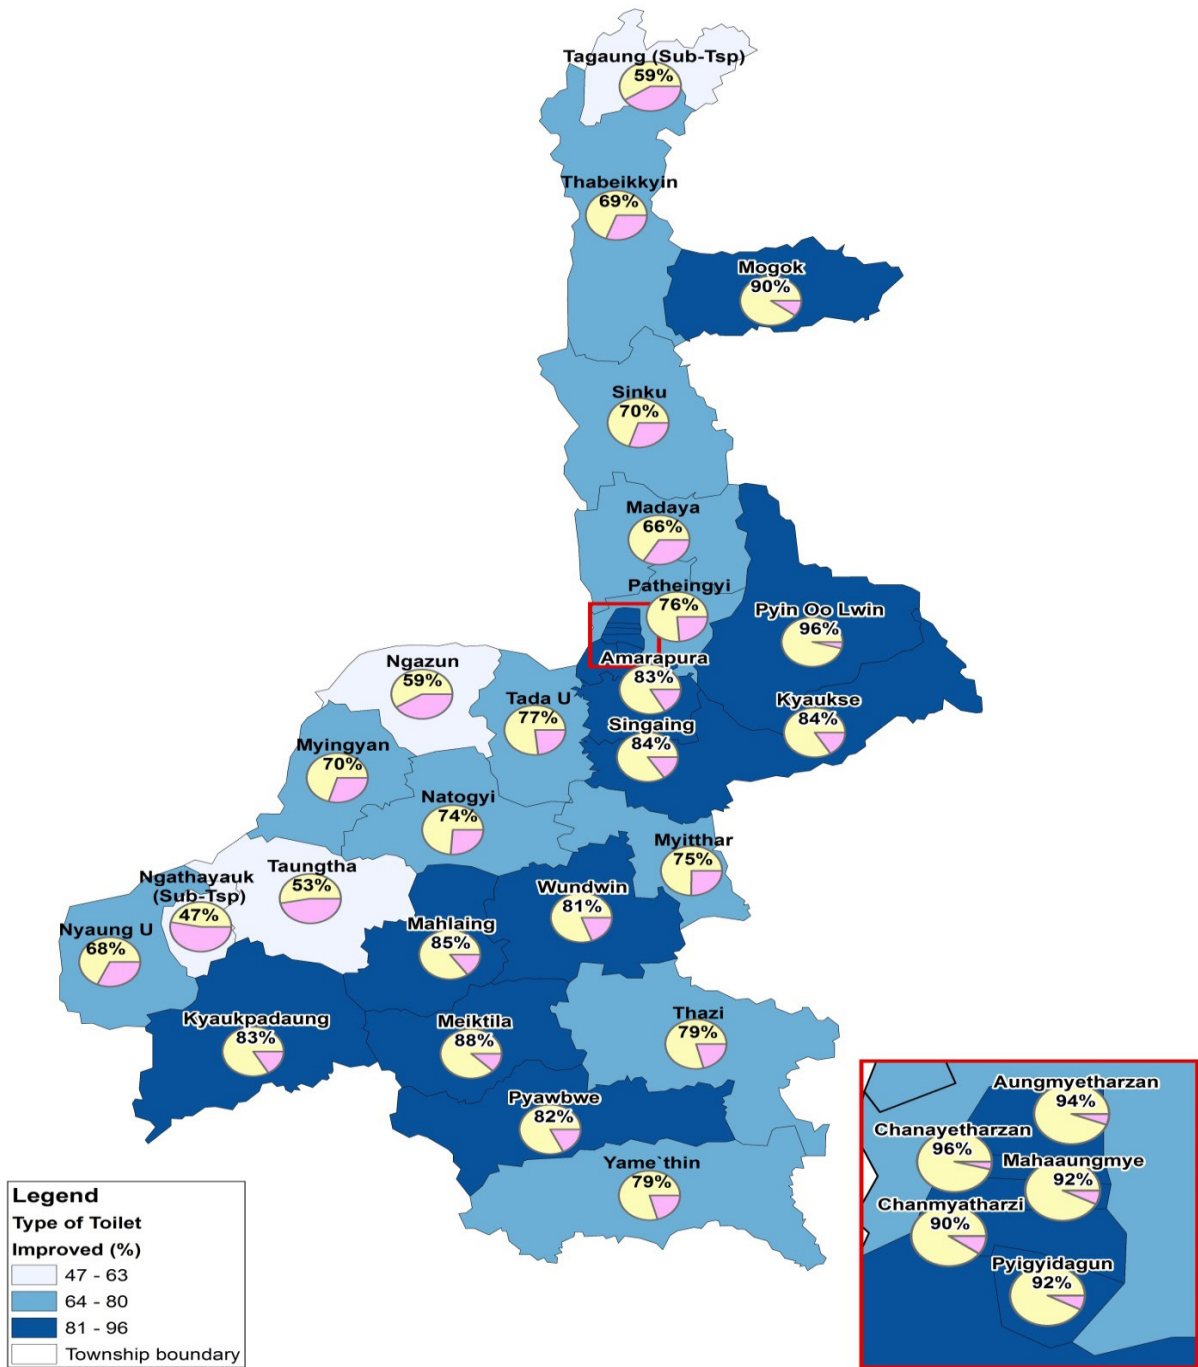 Tagaung (Sub-Tsp)
59%
Thabeikkyin
69%
Mogok
90%
Sinku
70%
Madaya
66%
Patheingyi
76%
Pyin Oo Lwin
96%
Amarapura
83%
Ngazun
59%
Tada U
77%
Kyaukse
84%
Singaing
84%
Myingyan
70%
Natogyi
74%
Myitthar
75%
Taungtha
53%
Ngathayauk
(Sub-Tsp)
47%
Wundwin
81%
Nyaung U
68%
Mahlaing
85%
Kyaukpadaung
83%
Meiktila
88%
Thazi
79%
Pyawbwe
82%
Yame`thin
79%
Aungmyetharzan
94%
Chanayetharzan
96%
Mahaaungmye
92%
Chanmyatharzi
90%
Pyigyidagun
92%
Legend
Type of Toilet
Improved (%)
47 - 63
64 - 80
81 - 96
Township boundary